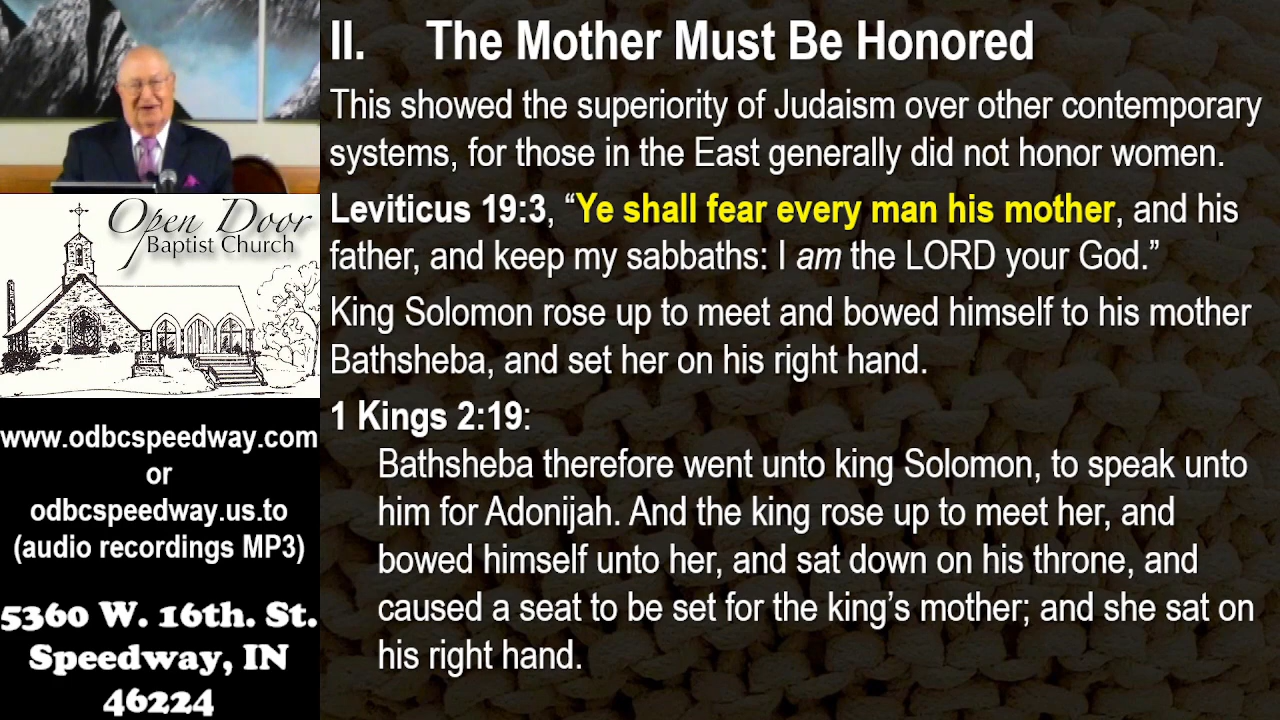 II. The Mother Must Be Honored
This showed the superiority of Judaism over other contemporary
systems, for those in the East generally did not honor women.
Leviticus 19:3, “Ye shall fear every man his mother, and his
father, and keep my sabbaths: I am the LORD your God.”
King Solomon rose up to meet and bowed himself to his mother
Bathsheba, and set her on his right hand.
1 Kings 2:19:
Bathsheba therefore went unto king Solomon, to speak unto
him for Adonijah. And the king rose up to meet her, and
bowed himself unto her, and sat down on his throne, and
caused a seat to be set for the king’s mother; and she sat on
his right hand.
Open Door
Baptist Church
www.odbcspeedway.com
or
odbcspeedway.us.to
(audio recordings MP3)
5360 W. 16th. St.
Speedway, IN
46224